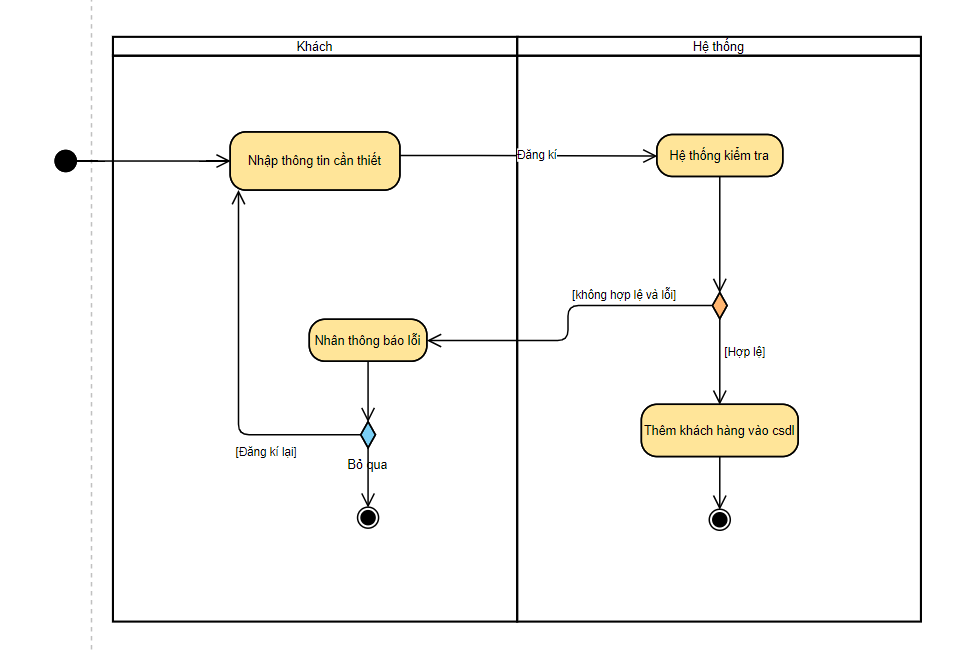 Khách
Hệ thống
Nhập thông tin cần thiết
Đăng kí
Hệ thống kiểm tra
[không hợp lệ và lỗi]
Nhân thông báo lỗi
[Hợp lệ]
Thêm khách hàng vào csdl
[Đăng kí lại]
Bỏ qua